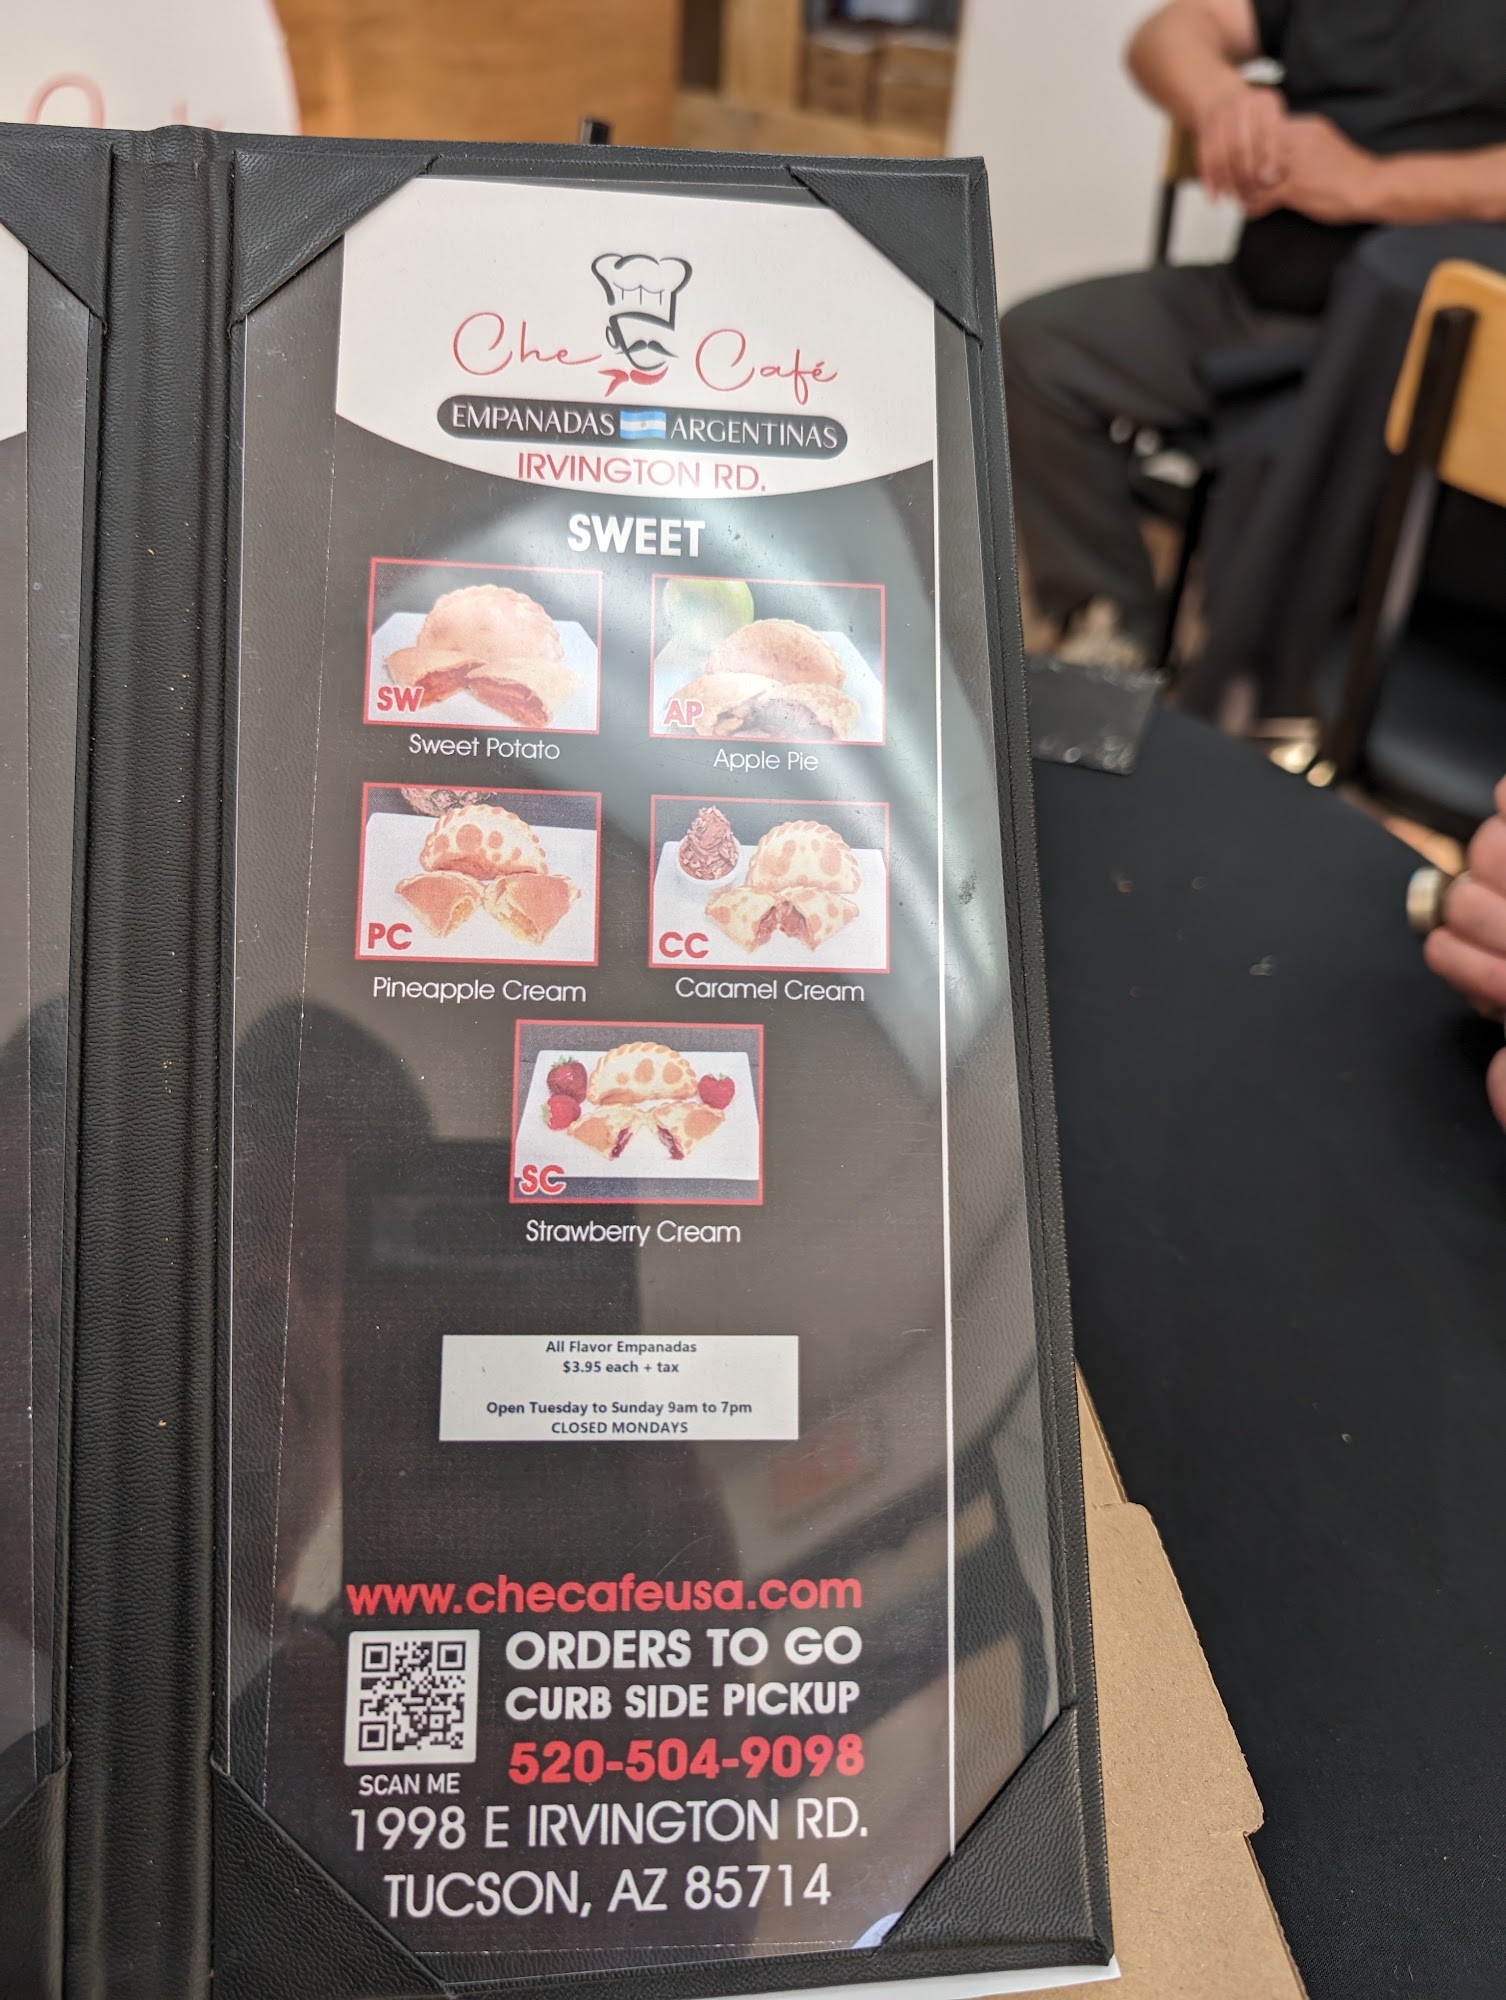 Che Café
EMPANADAS ARGENTINAS
IRVINGTON RD.
SWEET
SW
AP
Sweet Potato
Apple Pie
PC
CC
Pineapple Cream
Caramel Cream
SC
Strawberry Cream
All Flavor Empanadas
$3.95 each + tax
Open Tuesday to Sunday 9am to 7pm
CLOSED MONDAYS
www.checafeusa.com
ORDERS TO GO
CURB SIDE PICKUP
520-504-9098
SCAN ME
1998 E IRVINGTON RD.
TUCSON, AZ 85714